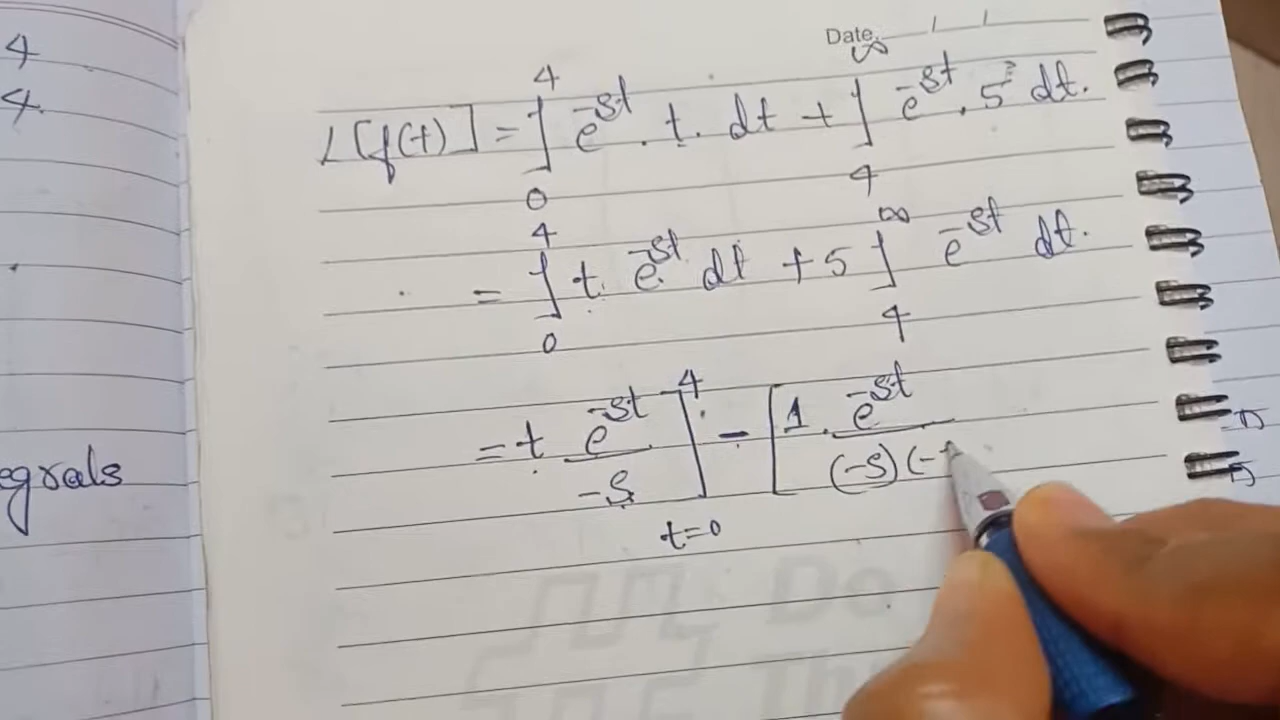 4
4
egrals
Date / /
L[f(t)] = ∫₀⁴ e^{-st} . t. dt + ∫₄^∞ e^{-st} . 5 dt.
= ∫₀⁴ t. e^{-st} dt + 5 ∫₄^∞ e^{-st} dt.
= t. e^{-st}/-s ]_{t=0}^{4} - [ 1 . e^{-st}/(-s)(-